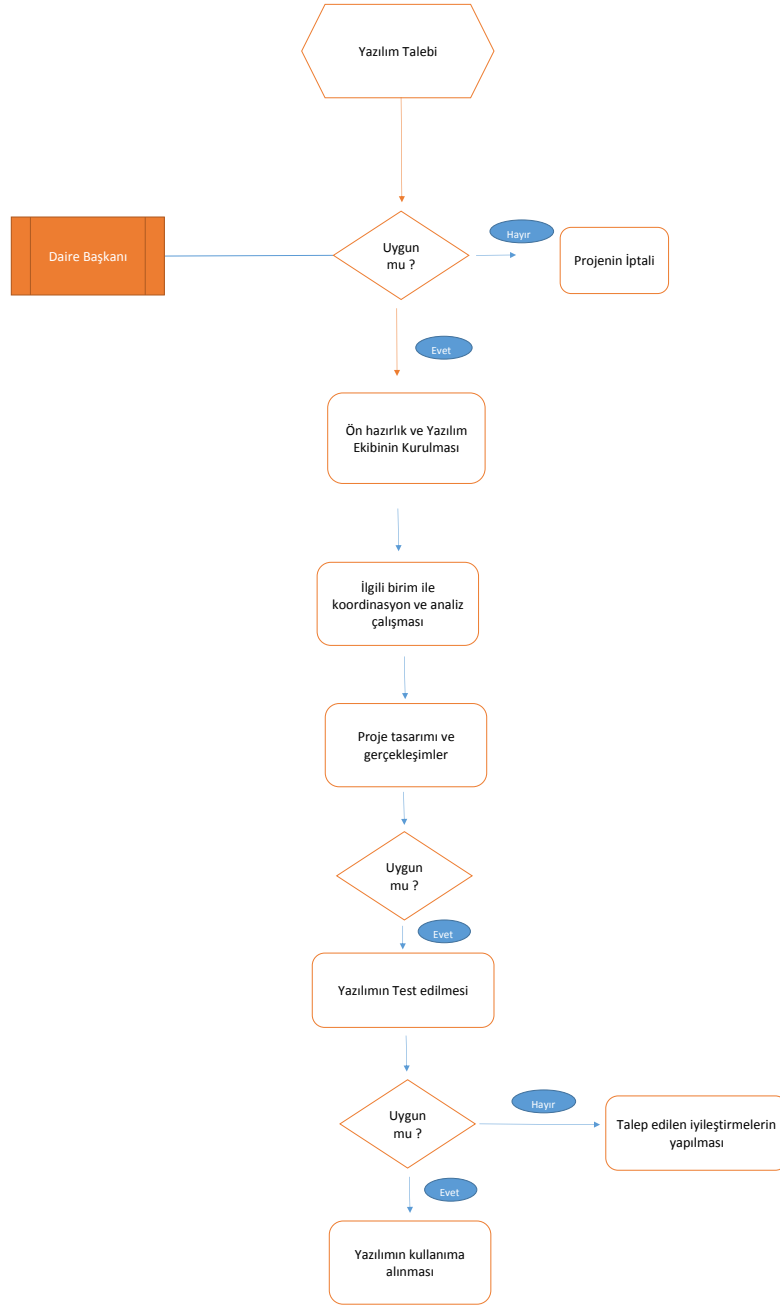 Yazılım Talebi
Daire Başkanı
Uygun
mu ?
Hayır
Projenin İptali
Evet
Ön hazırlık ve Yazılım
Ekibinin Kurulması
İlgili birim ile
koordinasyon ve analiz
çalışması
Proje tasarımı ve
gerçekleşimler
Uygun
mu ?
Evet
Yazılımın Test edilmesi
Uygun
mu ?
Hayır
Talep edilen iyileştirmelerin
yapılması
Evet
Yazılımın kullanıma
alınması